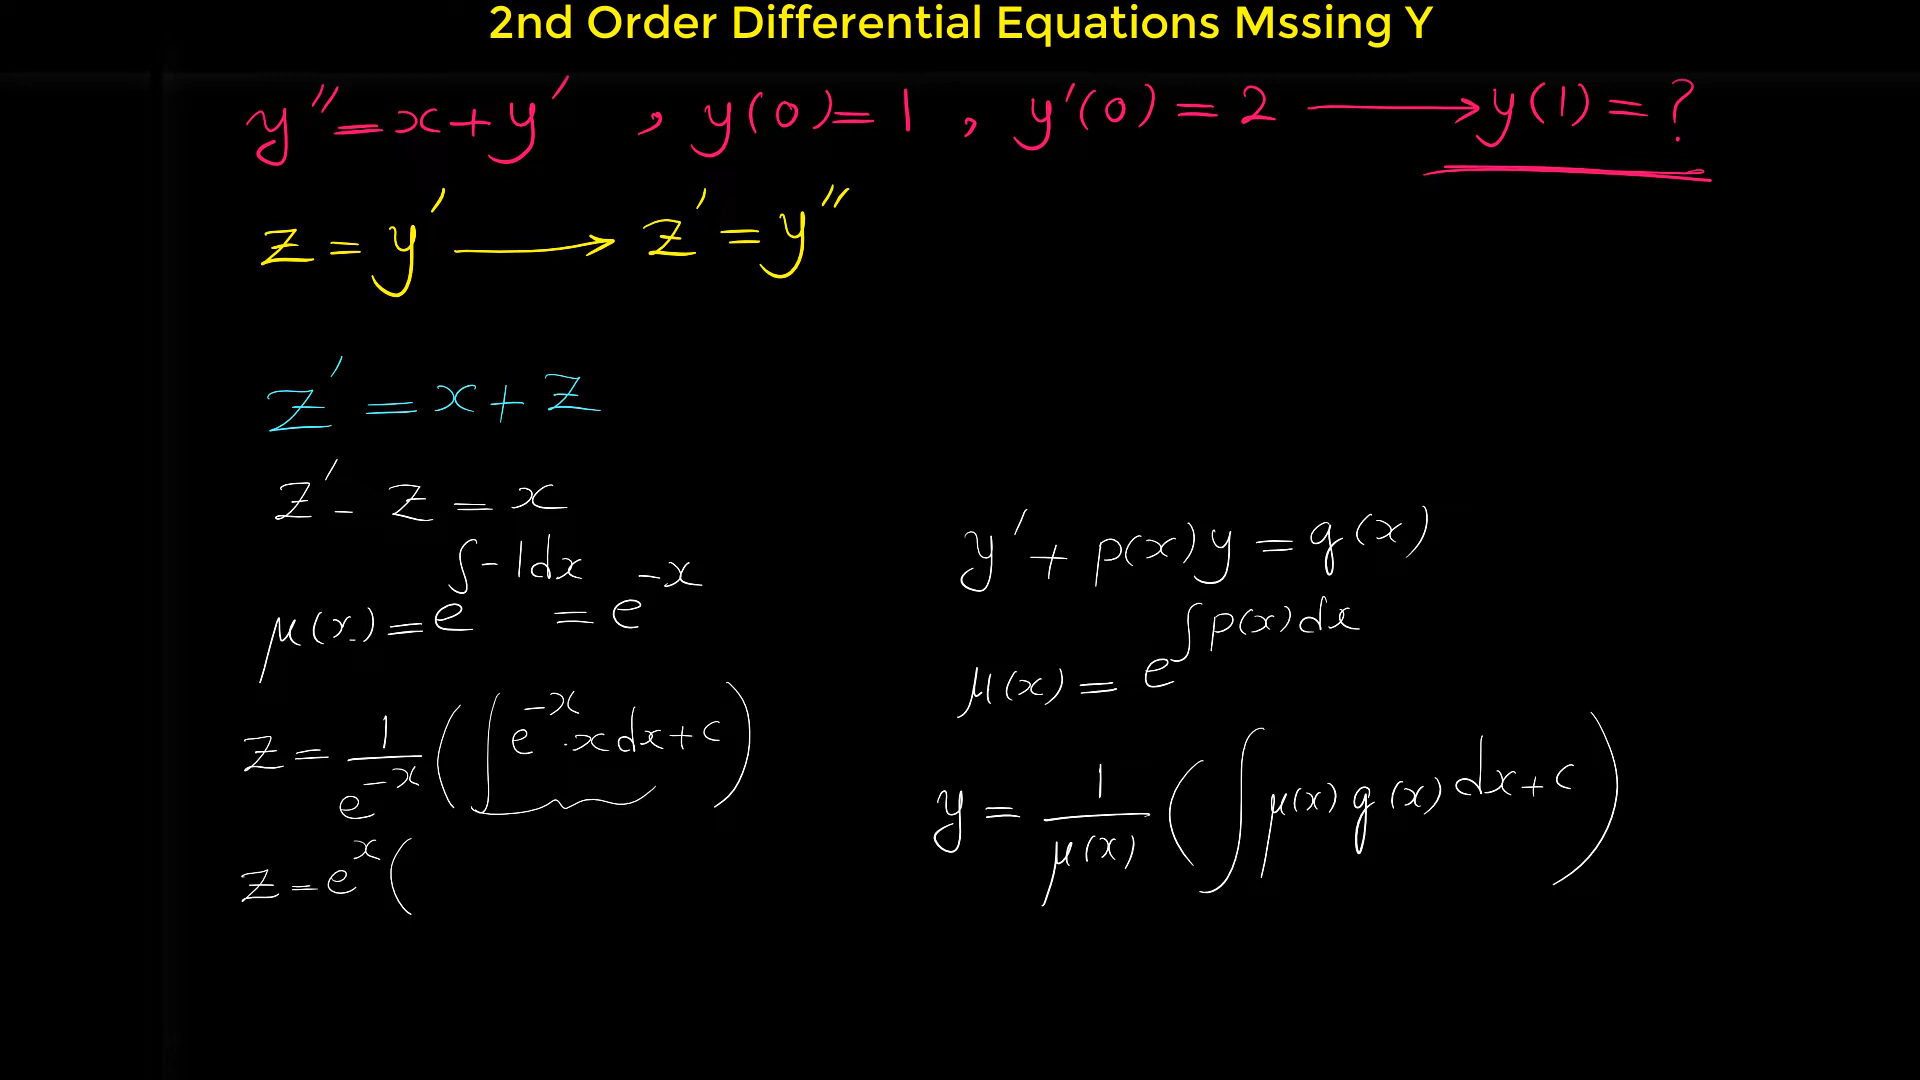 2nd Order Differential Equations Mssing Y
y'' = x + y' , y(0) = 1 , y'(0) = 2 ⟶ y(1) = ?
z = y' ⟶ z' = y''
z' = x + z
z' - z = x
μ(x) = e^{∫-1dx} = e^{-x}
z = 1/e^{-x} (∫ e^{-x} . x dx + c)
z = e^x (
y' + p(x) y = g(x)
μ(x) = e^{∫p(x)dx}
y = 1/μ(x) (∫ μ(x) g(x) dx + c)